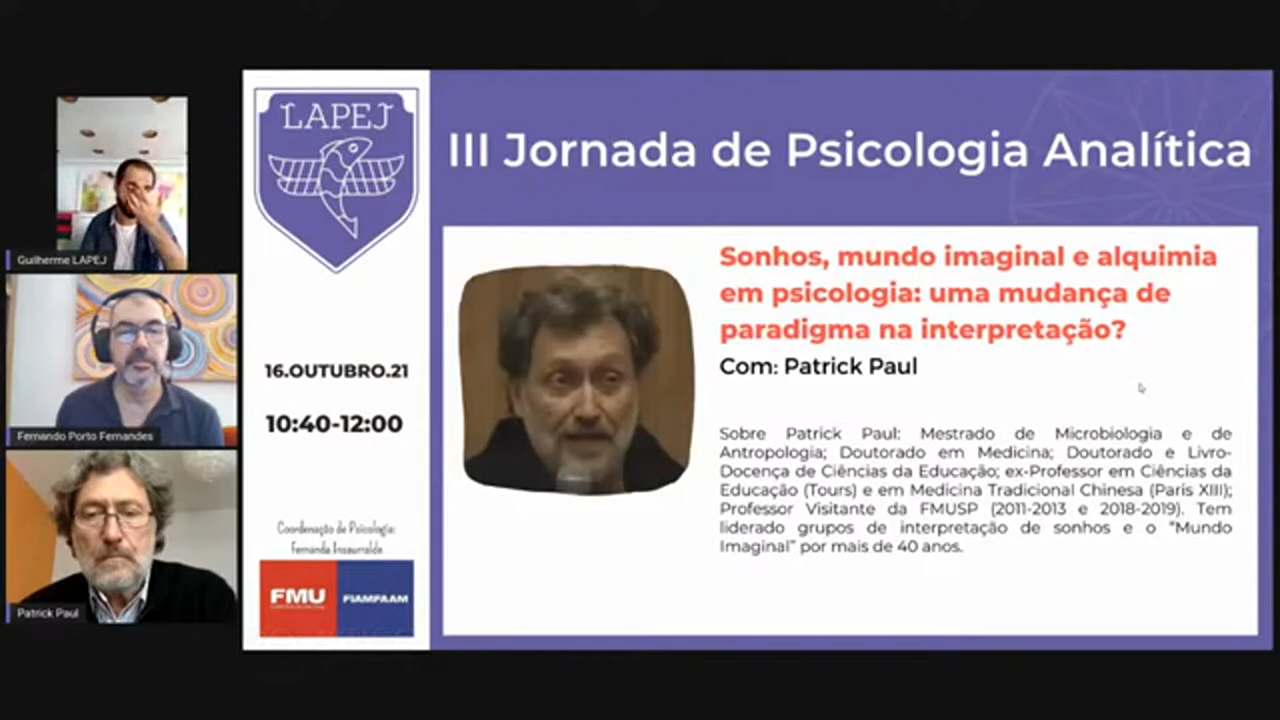 Guilherme LAPEJ
Fernando Porto Fernandes
Patrick Paul
LAPEJ
16.OUTUBRO.21
10:40-12:00
Coordenação de Psicologia:
Fernanda Insaurralde
FMU
FIAMFAAM
III Jornada de Psicologia Analítica
Sonhos, mundo imaginal e alquimia
em psicologia: uma mudança de
paradigma na interpretação?
Com: Patrick Paul
Sobre Patrick Paul: Mestrado de Microbiologia e de
Antropologia; Doutorado em Medicina; Doutorado e Livro-
Docença de Ciências da Educação; ex-Professor em Ciências da
Educação (Tours) e em Medicina Tradicional Chinesa (Paris XIII);
Professor Visitante da FMUSP (2011-2013 e 2018-2019). Tem
liderado grupos de interpretação de sonhos e o "Mundo
Imaginal" por mais de 40 anos.